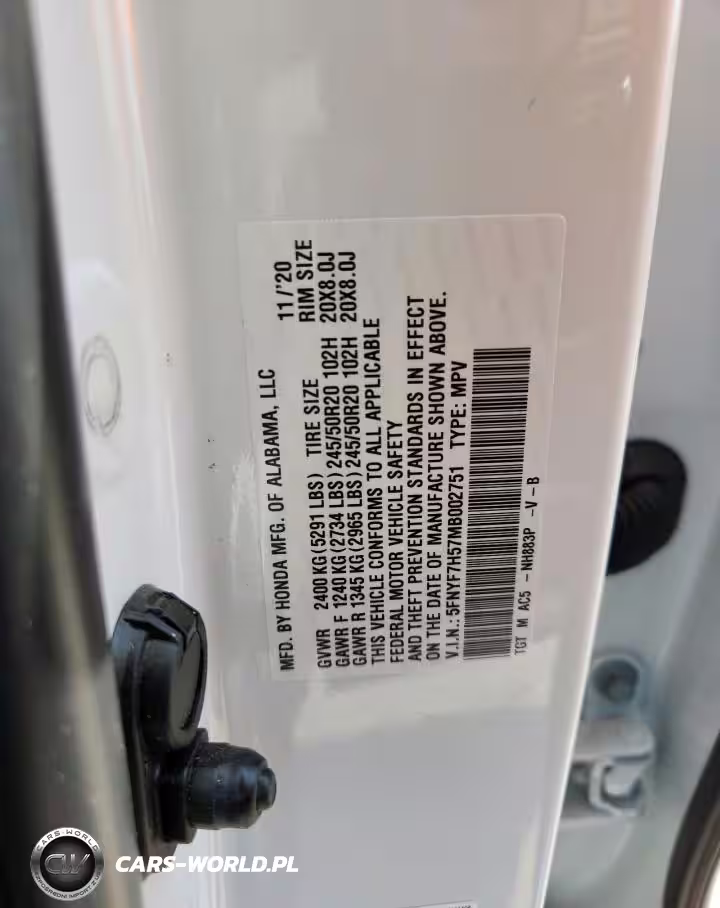 MFD. BY HONDA MFG. OF ALABAMA, LLC 11/'20
GVWR 2400 KG(5291 LBS) TIRE SIZE RIM SIZE
GAWR F 1240 KG(2734 LBS) 245/50R20 102H 20X8.0J
GAWR R 1345 KG(2965 LBS) 245/50R20 102H 20X8.0J
THIS VEHICLE CONFORMS TO ALL APPLICABLE
FEDERAL MOTOR VEHICLE SAFETY
AND THEFT PREVENTION STANDARDS IN EFFECT
ON THE DATE OF MANUFACTURE SHOWN ABOVE.
V.I.N.: 5FNYF7H57MB002751 TYPE: MPV
TGT M AC5 - NH883P -V -B
CARS-WORLD
CW
CARS-WORLD.PL